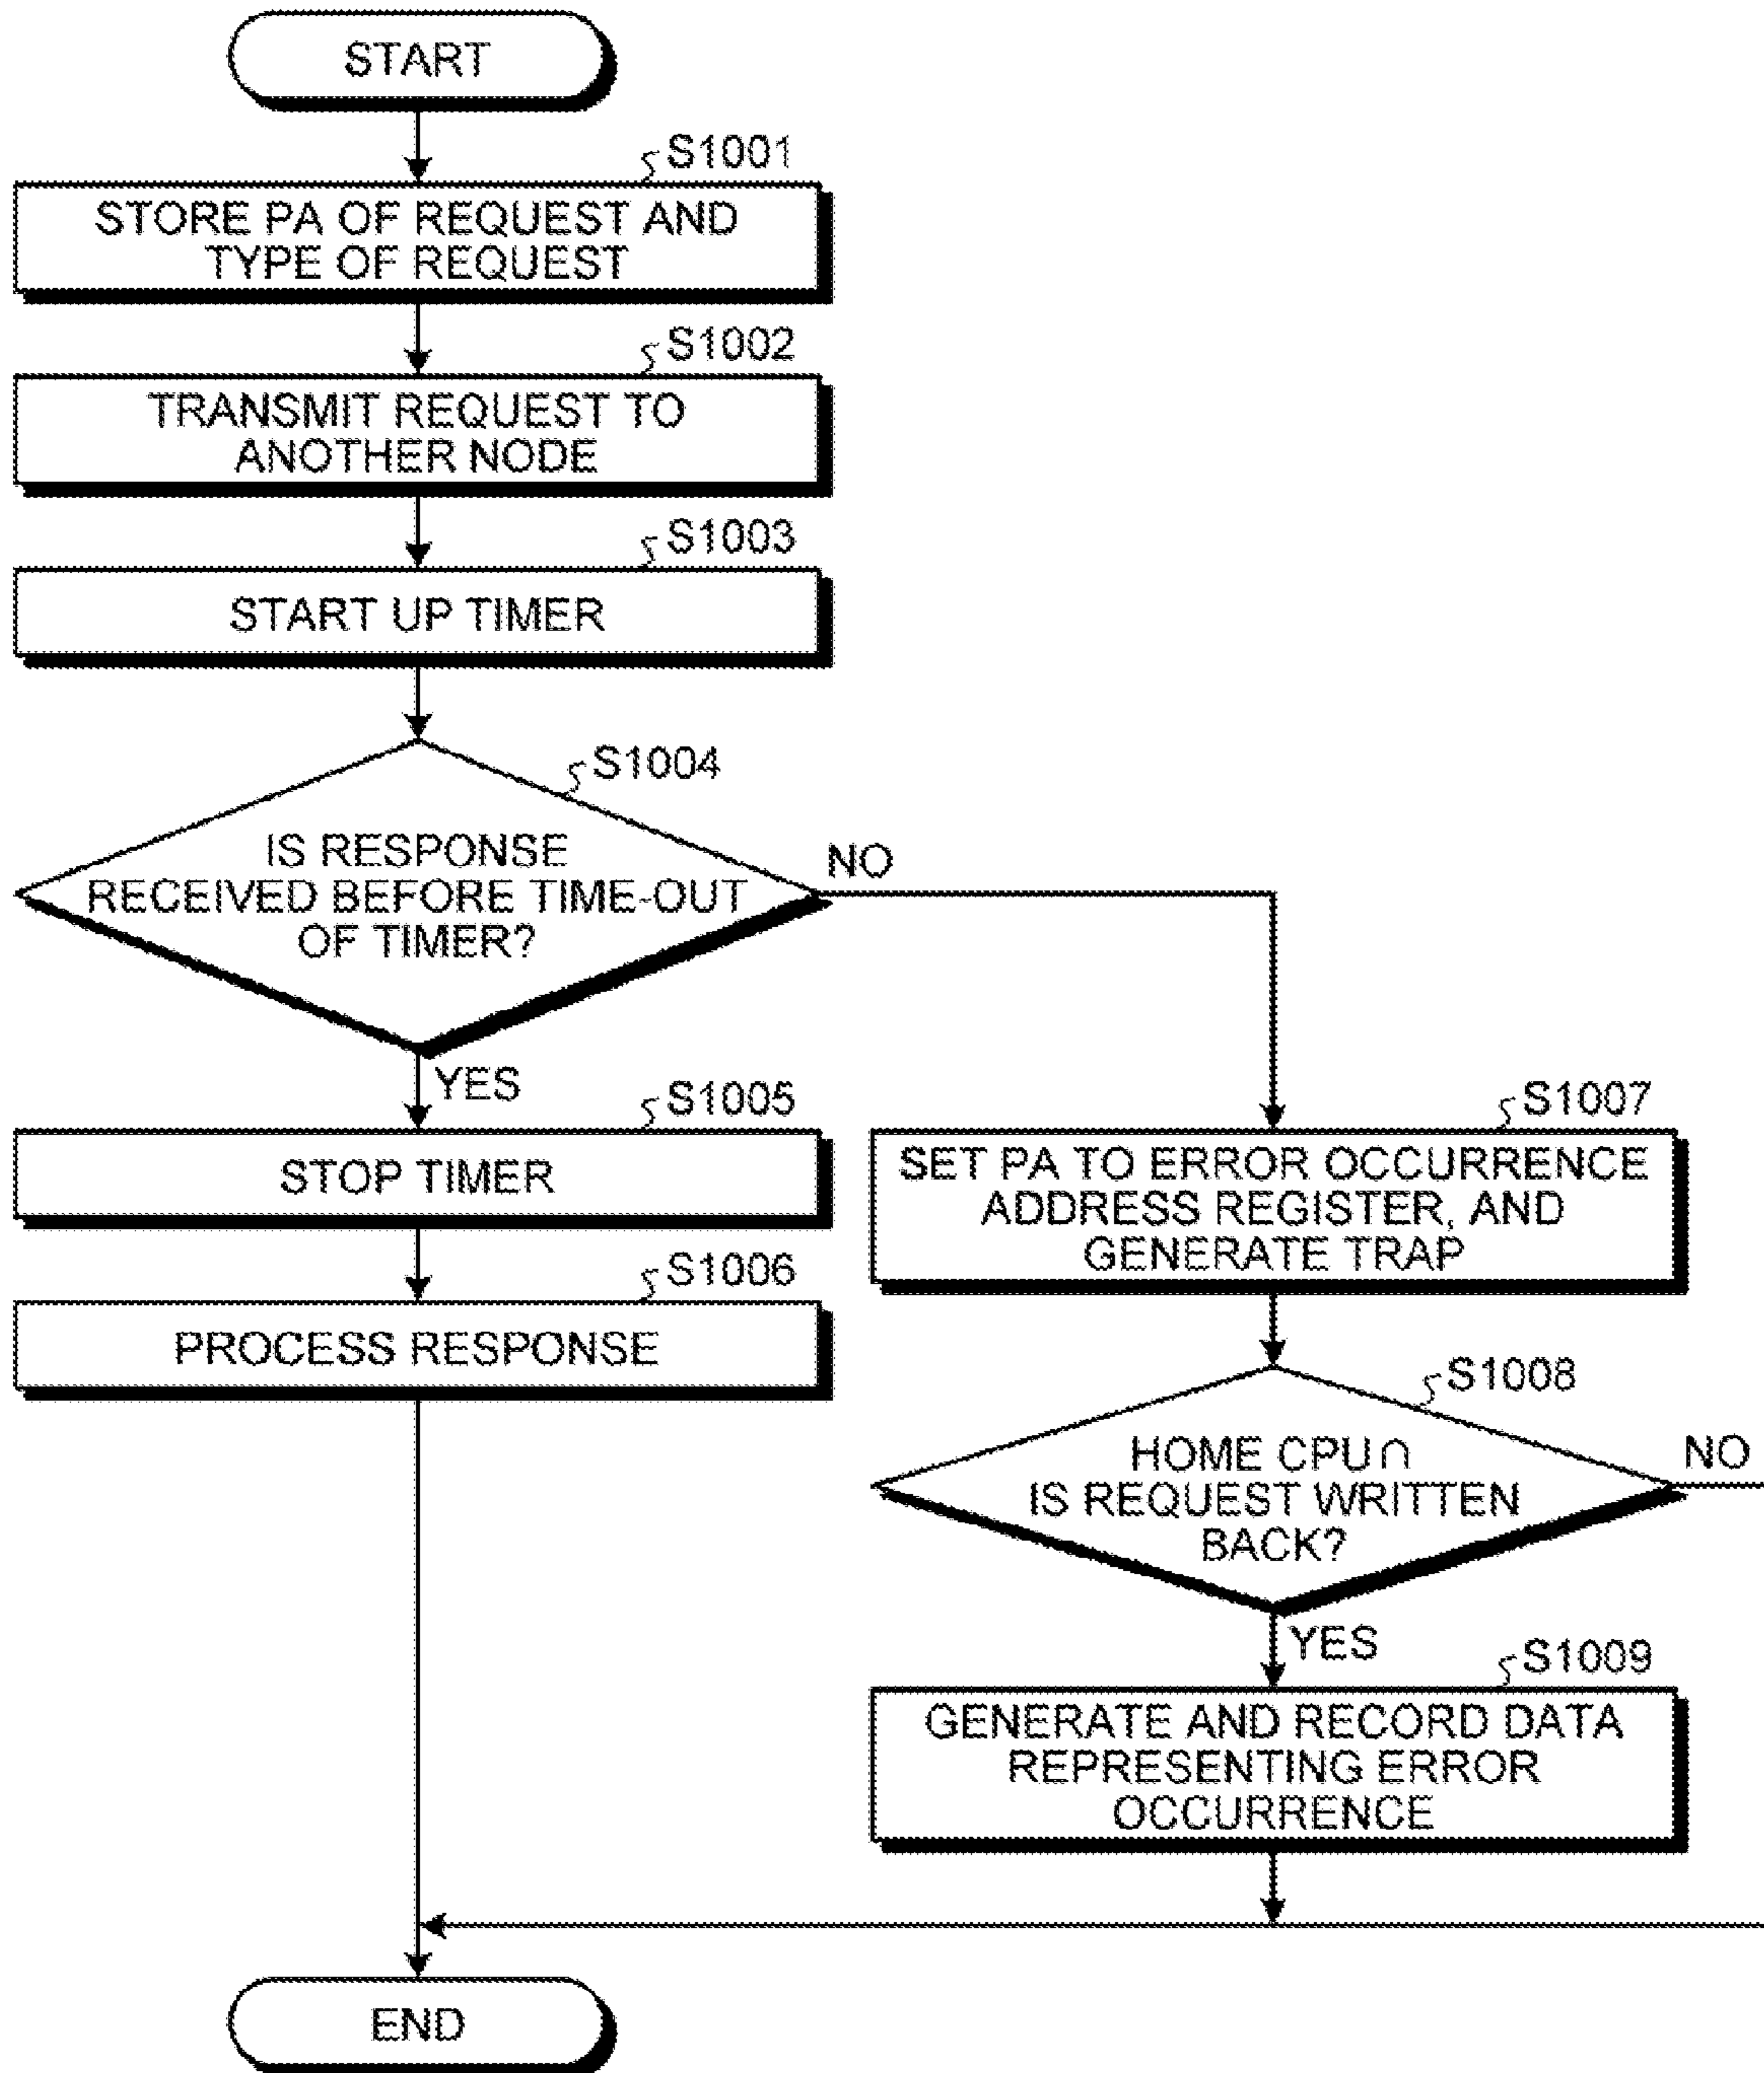 START
S1001
STORE PA OF REQUEST AND
TYPE OF REQUEST
S1002
TRANSMIT REQUEST TO
ANOTHER NODE
S1003
START UP TIMER
S1004
IS RESPONSE
RECEIVED BEFORE TIME-OUT
OF TIMER?
NO
YES
S1005
STOP TIMER
S1006
PROCESS RESPONSE
S1007
SET PA TO ERROR OCCURRENCE
ADDRESS REGISTER, AND
GENERATE TRAP
S1008
HOME CPU∩
IS REQUEST WRITTEN
BACK?
NO
YES
S1009
GENERATE AND RECORD DATA
REPRESENTING ERROR
OCCURRENCE
END